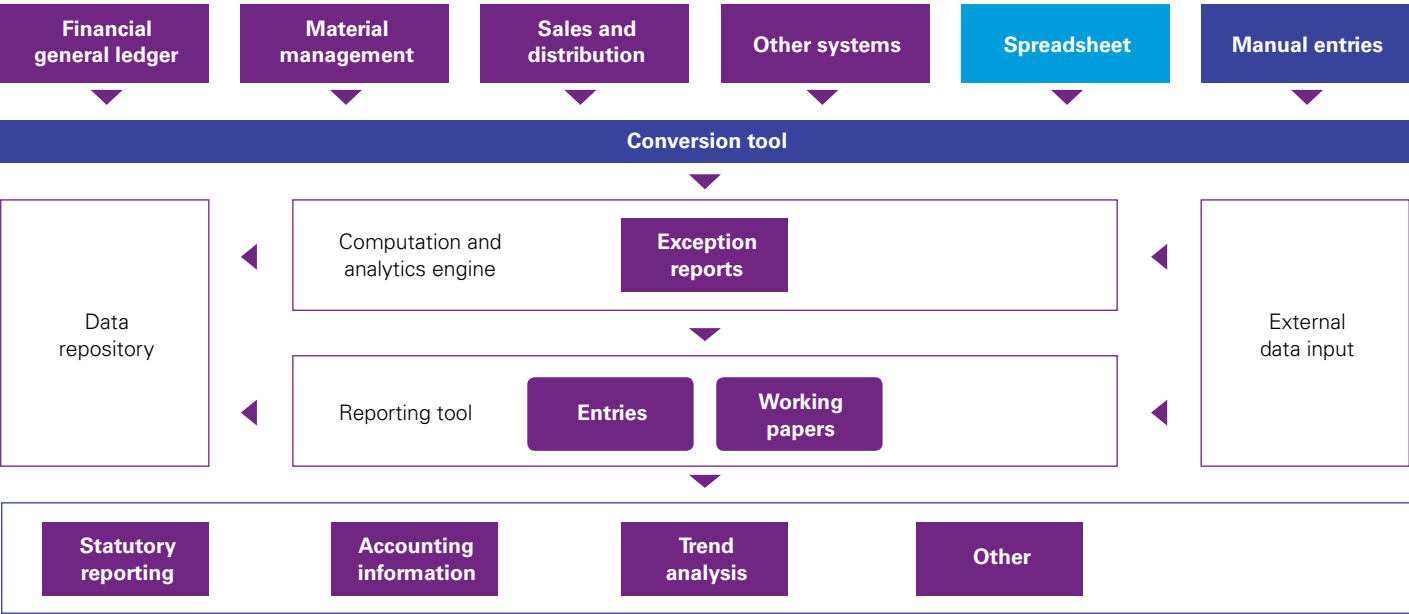 Financial
general ledger
Material
management
Sales and
distribution
Other systems
Spreadsheet
Manual entries
Conversion tool
Data
repository
Computation and
analytics engine
Exception
reports
External
data input
Reporting tool
Entries
Working
papers
Statutory
reporting
Accounting
information
Trend
analysis
Other